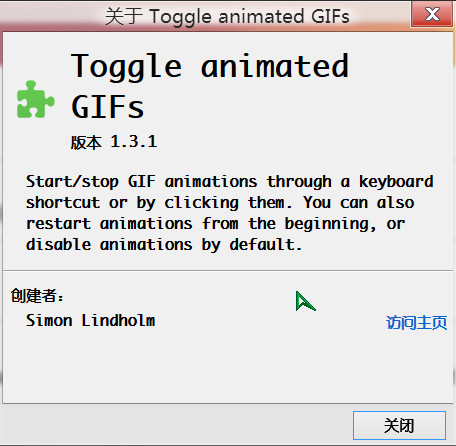 关于 Toggle animated GIFs
Toggle animated
GIFs
版本 1.3.1
Start/stop GIF animations through a keyboard
shortcut or by clicking them. You can also
restart animations from the beginning, or
disable animations by default.
创建者:
Simon Lindholm
访问主页
关闭